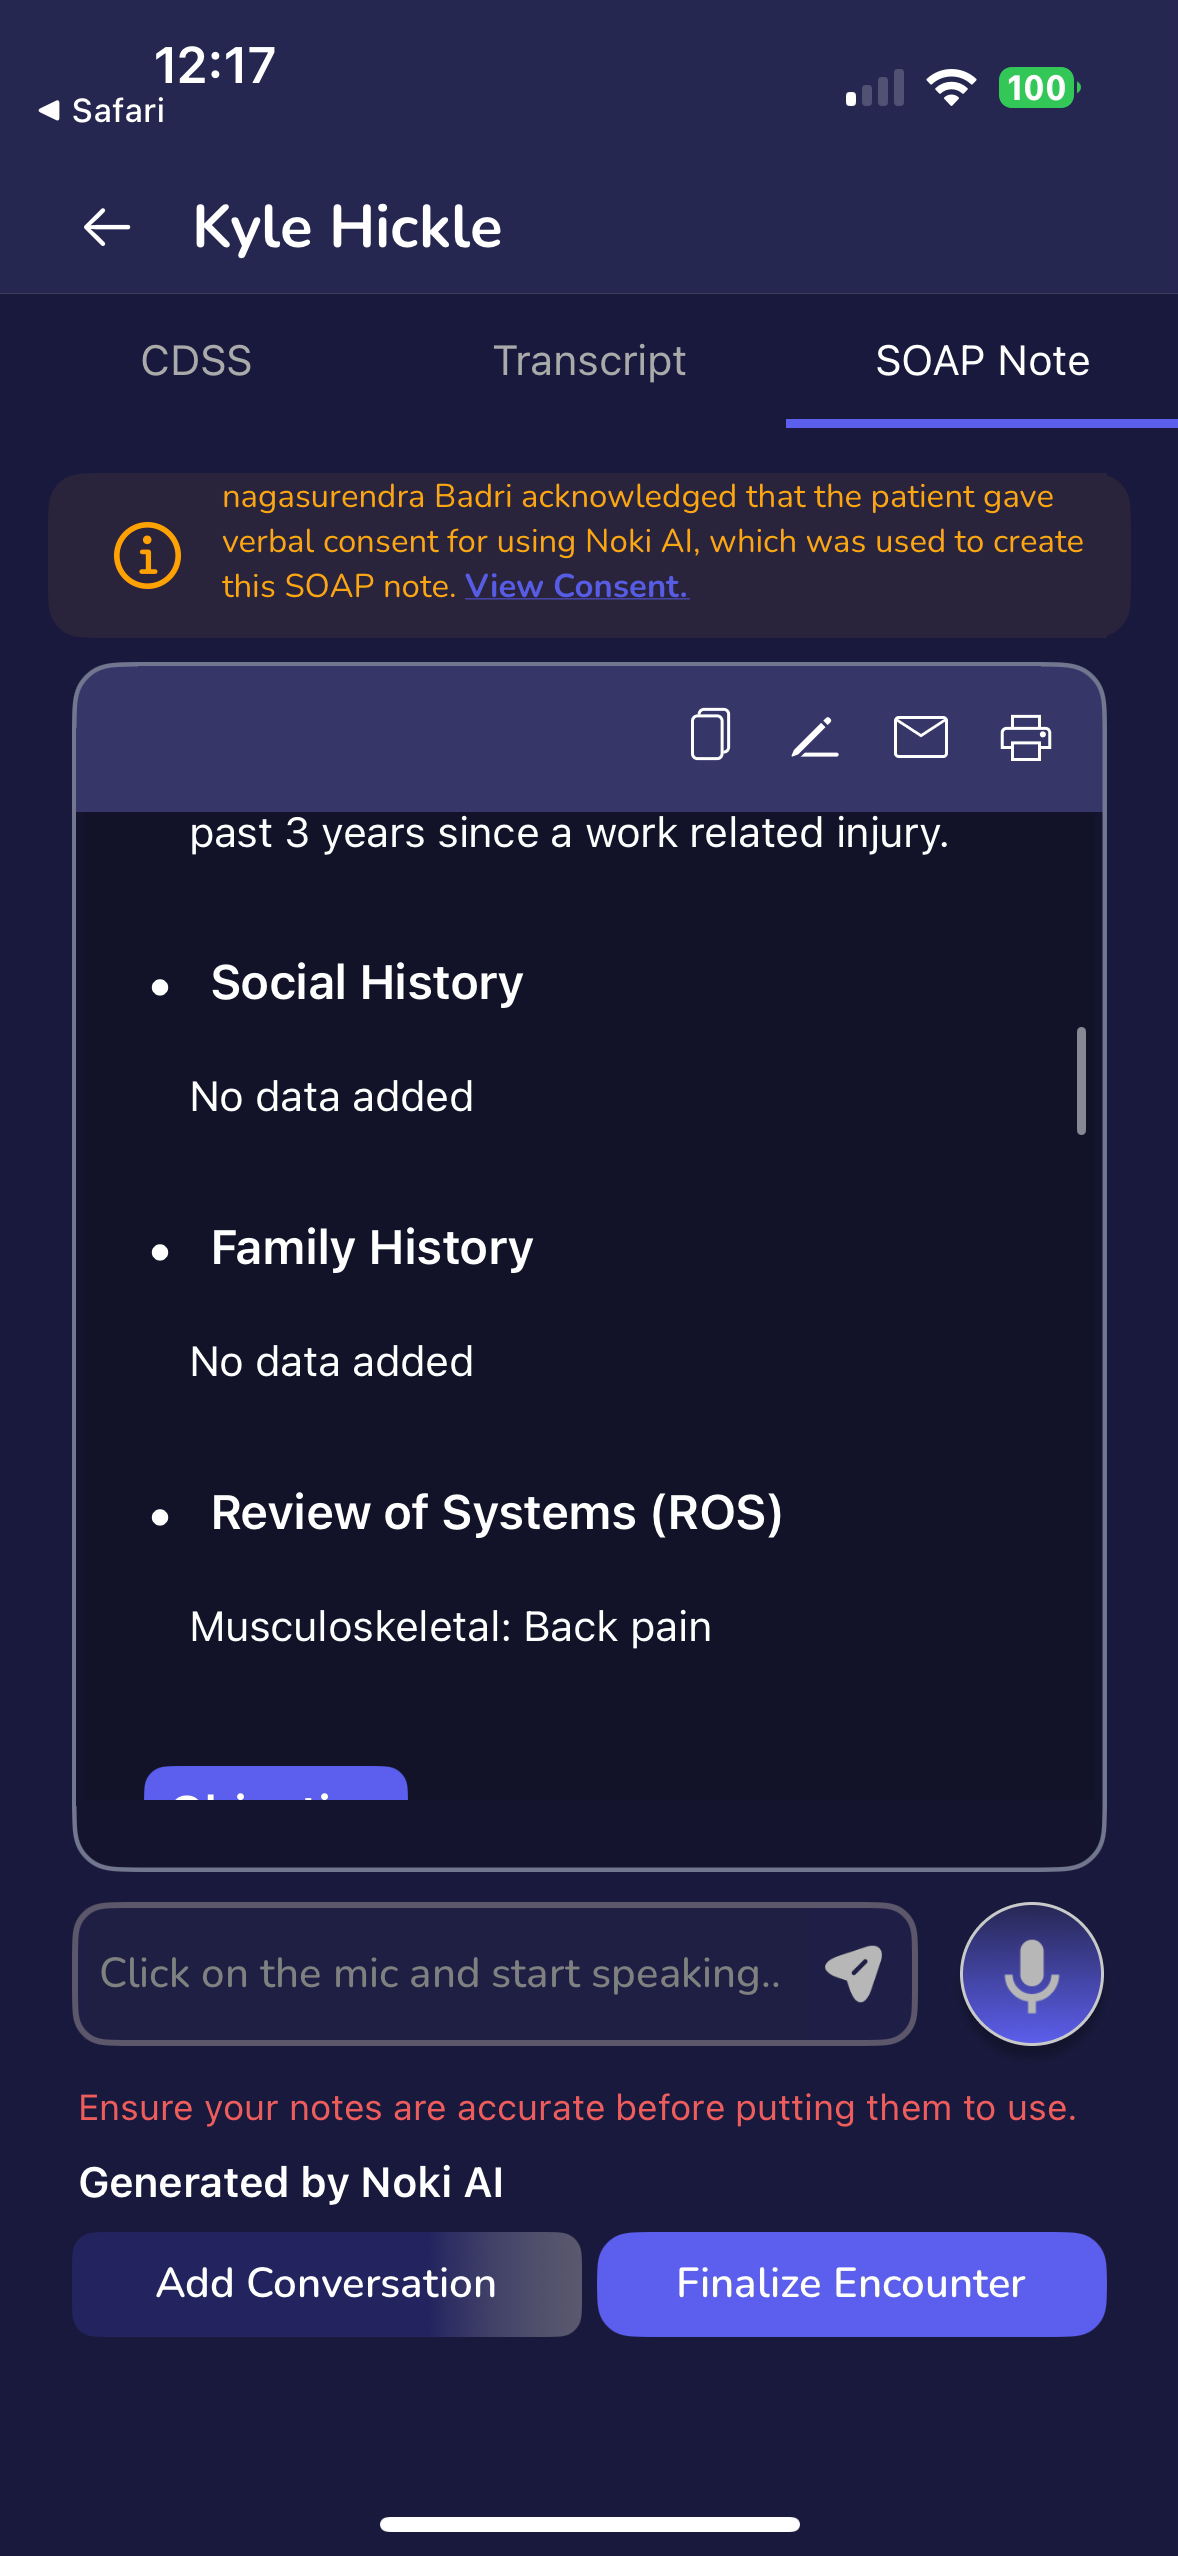 12:17
Safari
100
Kyle Hickle
CDSS
Transcript
SOAP Note
nagasurendra Badri acknowledged that the patient gave
verbal consent for using Noki AI, which was used to create
this SOAP note. View Consent.
past 3 years since a work related injury.
• Social History
No data added
• Family History
No data added
• Review of Systems (ROS)
Musculoskeletal: Back pain
Click on the mic and start speaking..
Ensure your notes are accurate before putting them to use.
Generated by Noki AI
Add Conversation
Finalize Encounter